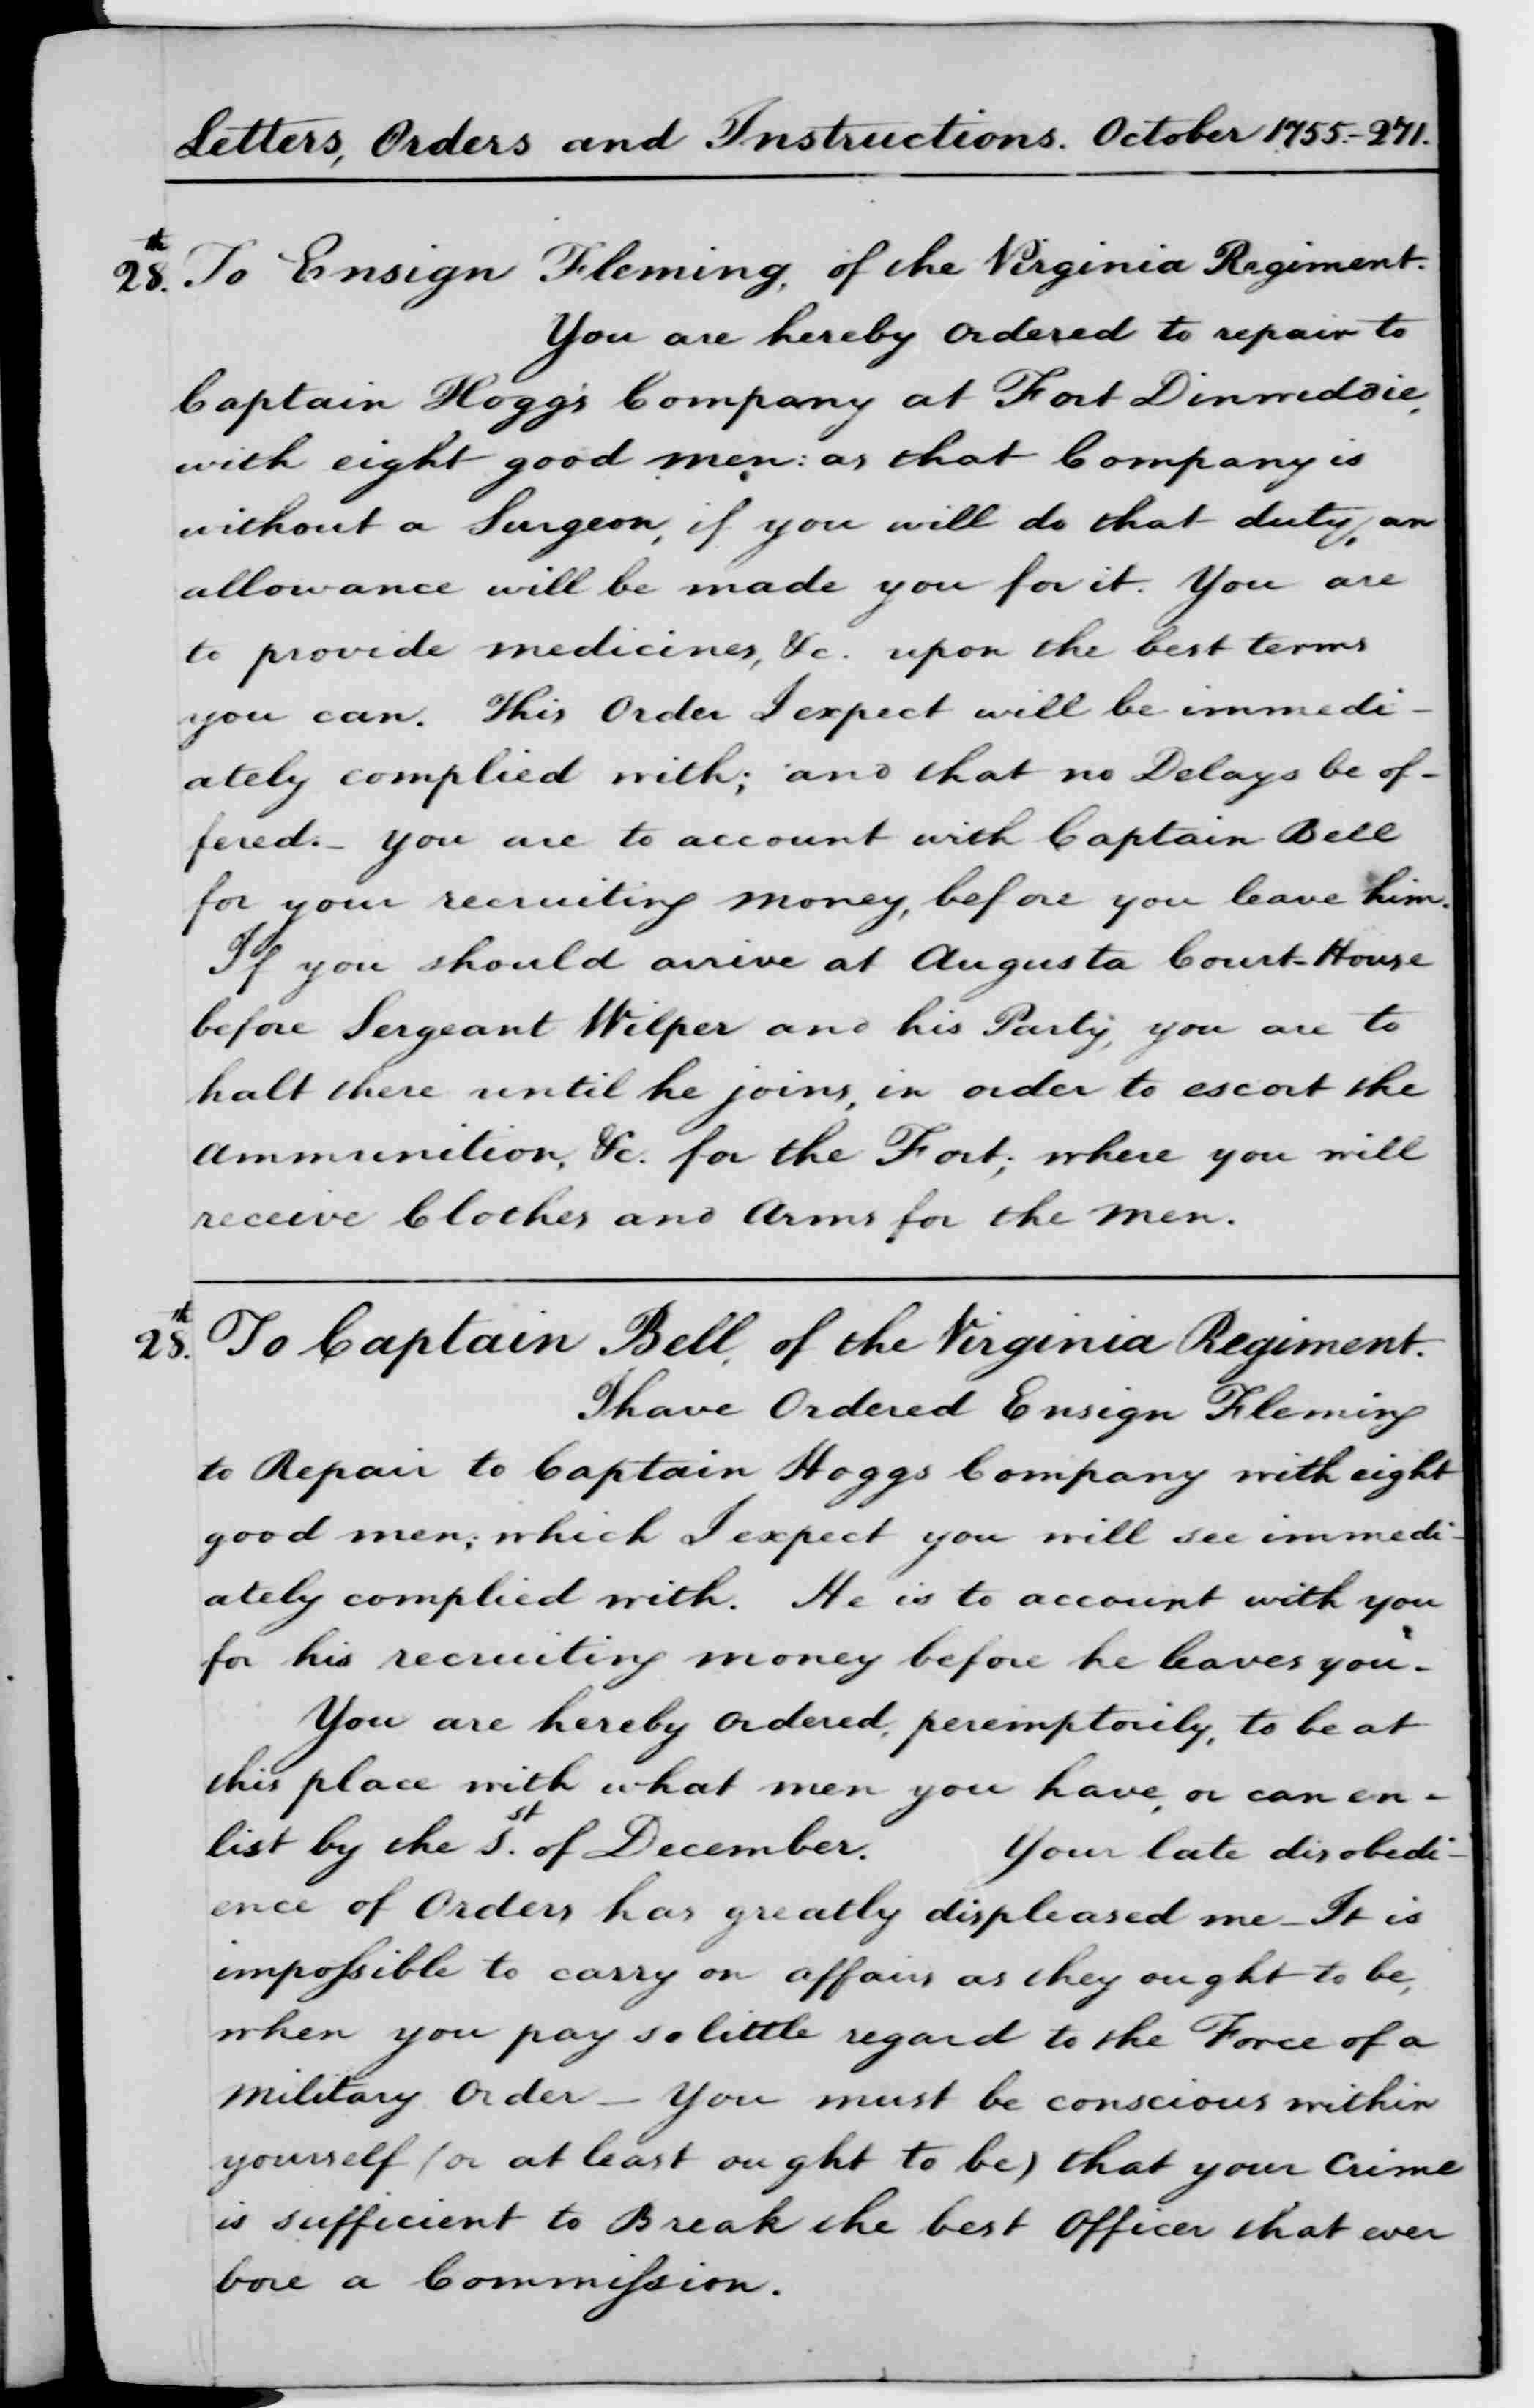 Letters, Orders and Instructions. October 1755.-271.
28.th To Ensign Fleming, of the Virginia Regiment.
You are hereby Ordered to repair to
Captain Hogg's Company at Fort Dinwiddie,
with eight good men: as that Company is
without a Surgeon, if you will do that duty, an
allowance will be made you for it. You are
to provide medicines, &c. upon the best terms
you can. This Order I expect will be immedi-
ately complied with; and that no Delays be of-
fered.- you are to account with Captain Bell
for your recruiting money, before you leave him.
If you should arrive at Augusta Court-House
before Sergeant Wilper and his Party, you are to
halt there until he joins, in order to escort the
Ammunition, &c. for the Fort; where you will
receive Clothes and Arms for the Men.
28.th To Captain Bell, of the Virginia Regiment.
I have Ordered Ensign Fleming
to Repair to Captain Hoggs Company with eight
good men; which I expect you will see immedi-
ately complied with. He is to account with you
for his recruiting money before he leaves you-
You are hereby Ordered, peremptorily, to be at
this place with what men you have, or can en-
list by the 1.st of December. Your late disobedi-
ence of Orders has greatly displeased me - It is
impossible to carry on affairs as they ought to be,
when you pay so little regard to the Force of a
Military Order - You must be conscious within
yourself (or at least ought to be) that your Crime
is sufficient to Break the best Officer that ever
bore a Commission.